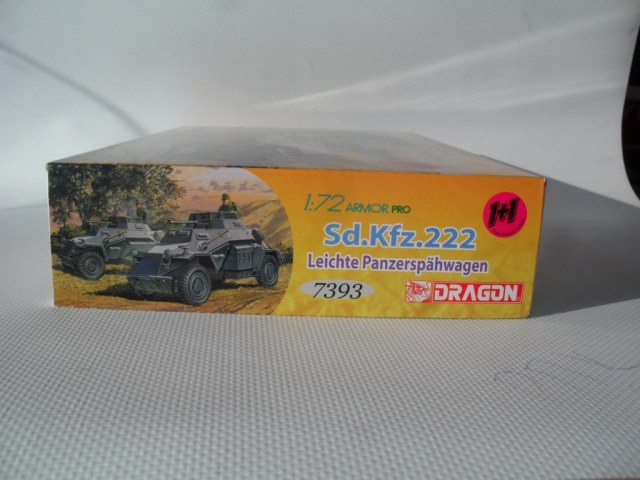 1:72 ARMOR PRO
1+1
Sd.Kfz.222
Leichte Panzerspähwagen
7393
DRAGON